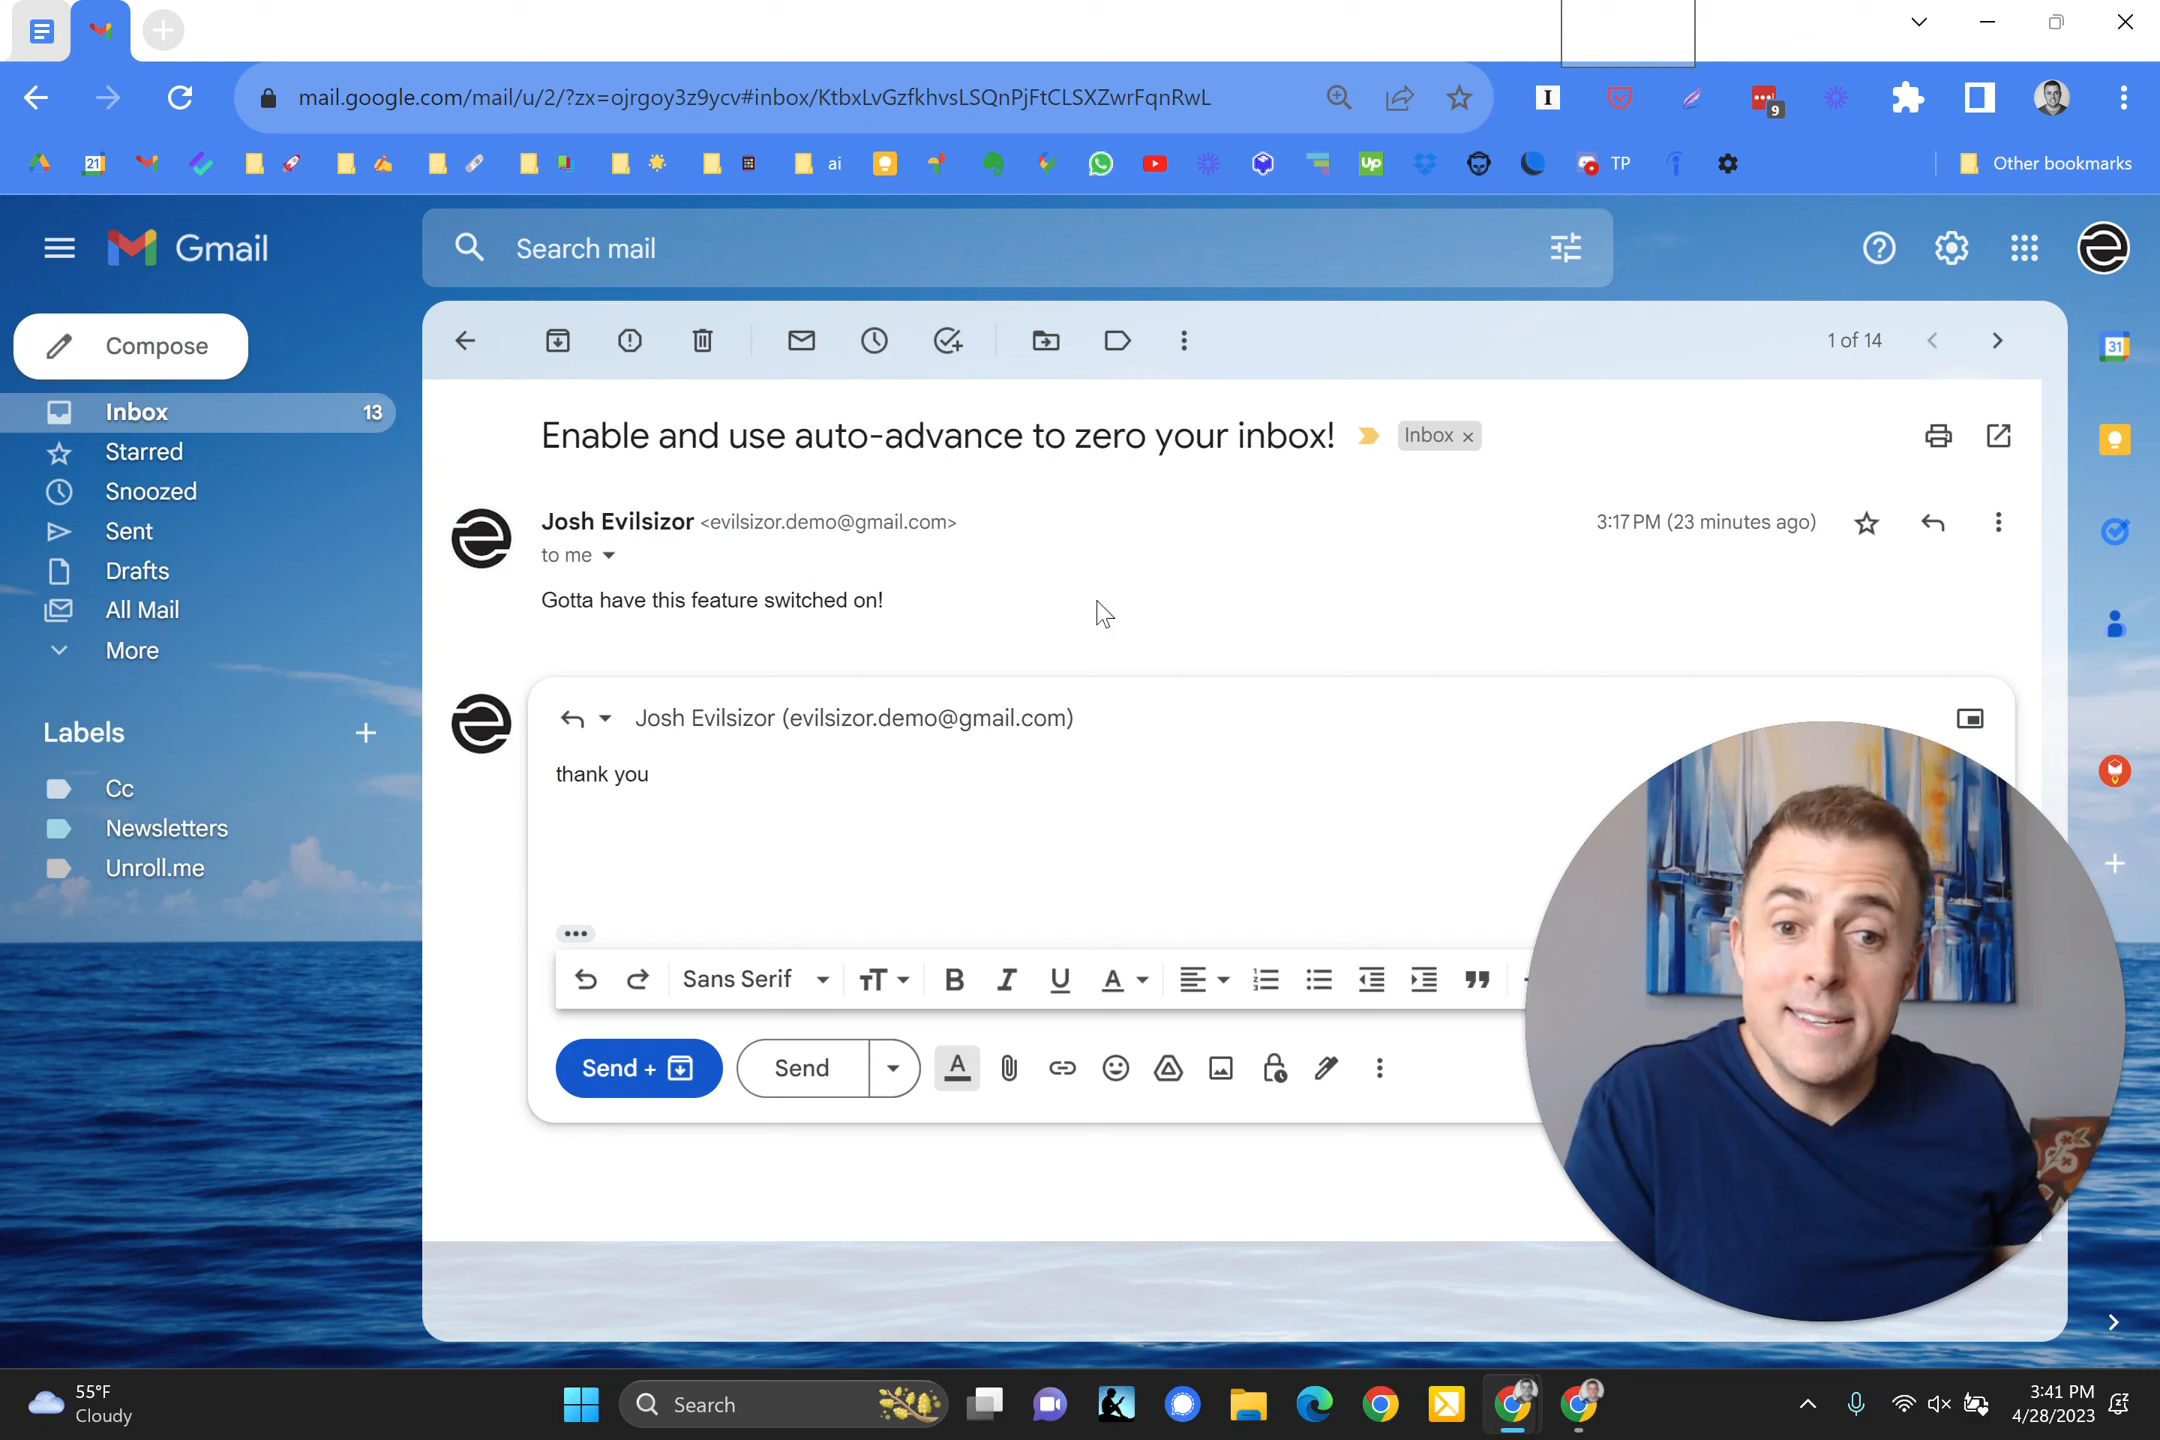 mail.google.com/mail/u/2/?zx=ojrgoy3z9ycv#inbox/KtbxLvGzfkhvsLSQnPjFtCLSXZwrFqnRwL
9
21
ai
Up
TP
Other bookmarks
Gmail
Search mail
Compose
1 of 14
31
Inbox 13
Enable and use auto-advance to zero your inbox! Inbox ×
Starred
Snoozed
Sent
Josh Evilsizor <evilsizor.demo@gmail.com> 3:17 PM (23 minutes ago)
to me
Drafts
Gotta have this feature switched on!
All Mail
More
Josh Evilsizor (evilsizor.demo@gmail.com)
Labels
thank you
Cc
Newsletters
Unroll.me
Sans Serif
Send +
Send
55°F
Cloudy
Search
3:41 PM
4/28/2023